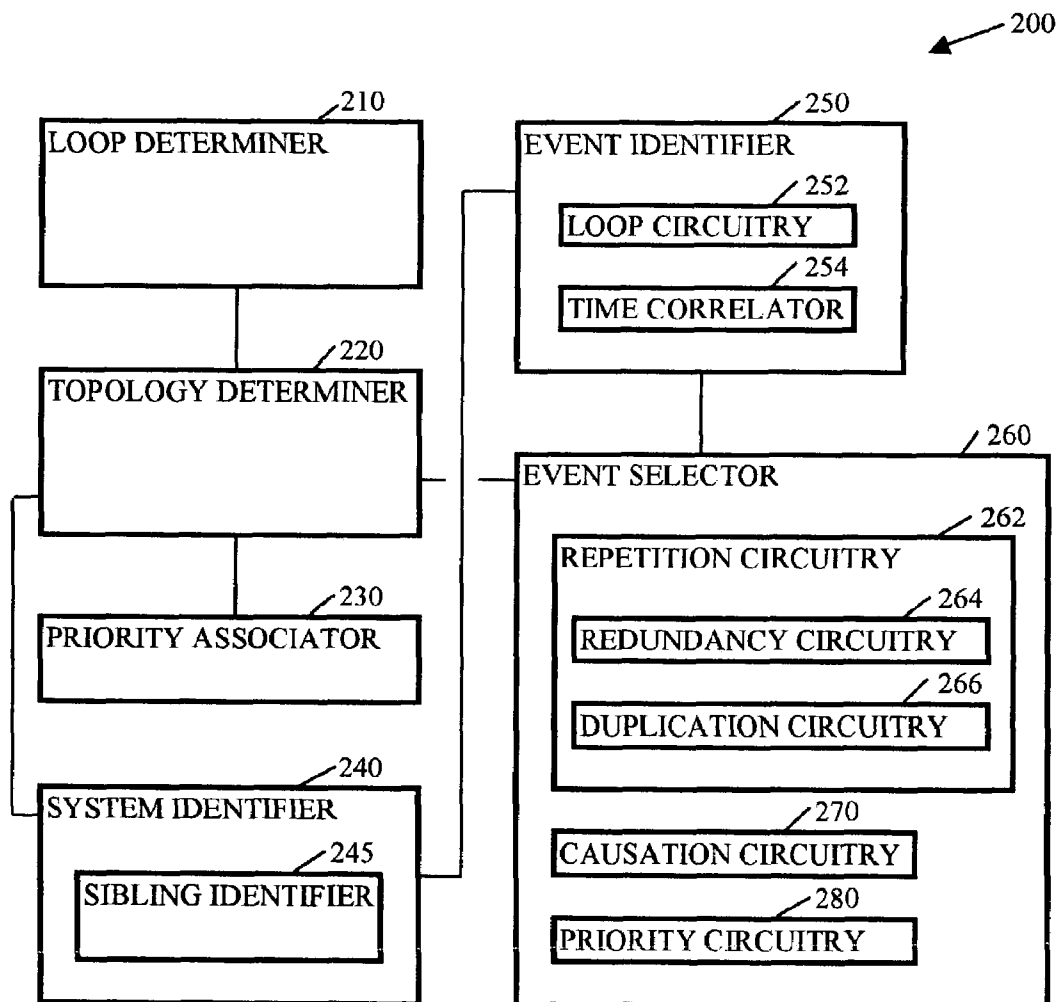 200
210
LOOP DETERMINER
220
TOPOLOGY DETERMINER
230
PRIORITY ASSOCIATOR
240
SYSTEM IDENTIFIER
245
SIBLING IDENTIFIER
250
EVENT IDENTIFIER
252
LOOP CIRCUITRY
254
TIME CORRELATOR
260
EVENT SELECTOR
262
REPETITION CIRCUITRY
264
REDUNDANCY CIRCUITRY
266
DUPLICATION CIRCUITRY
270
CAUSATION CIRCUITRY
280
PRIORITY CIRCUITRY